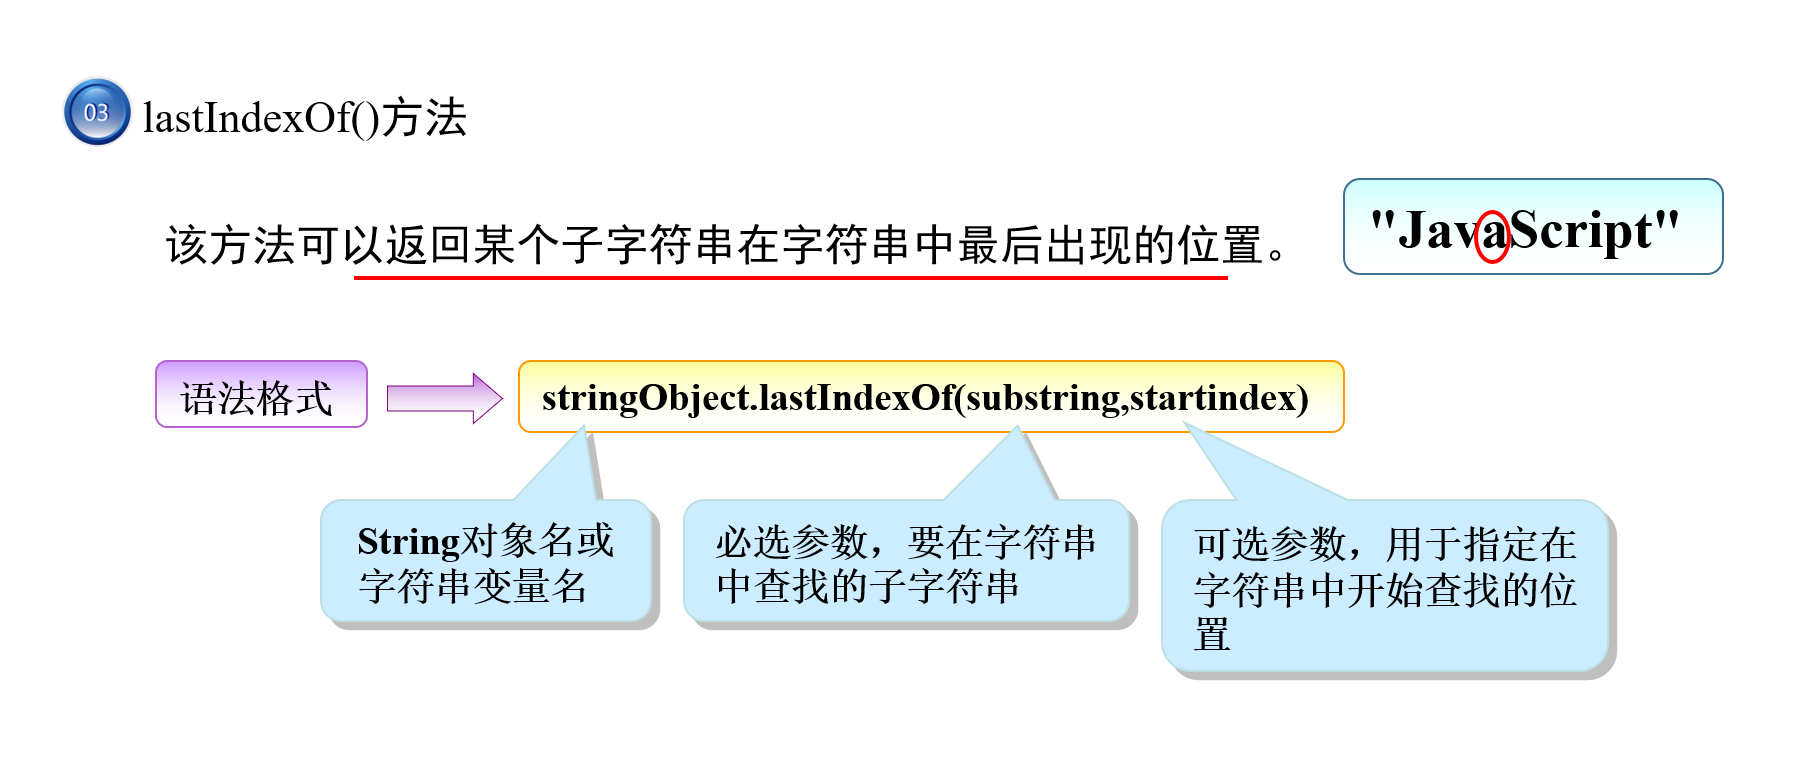 03
lastIndexOf()方法
该方法可以返回某个子字符串在字符串中最后出现的位置。
"JavaScript"
语法格式
stringObject.lastIndexOf(substring,startindex)
String对象名或
字符串变量名
必选参数，要在字符串
中查找的子字符串
可选参数，用于指定在
字符串中开始查找的位
置